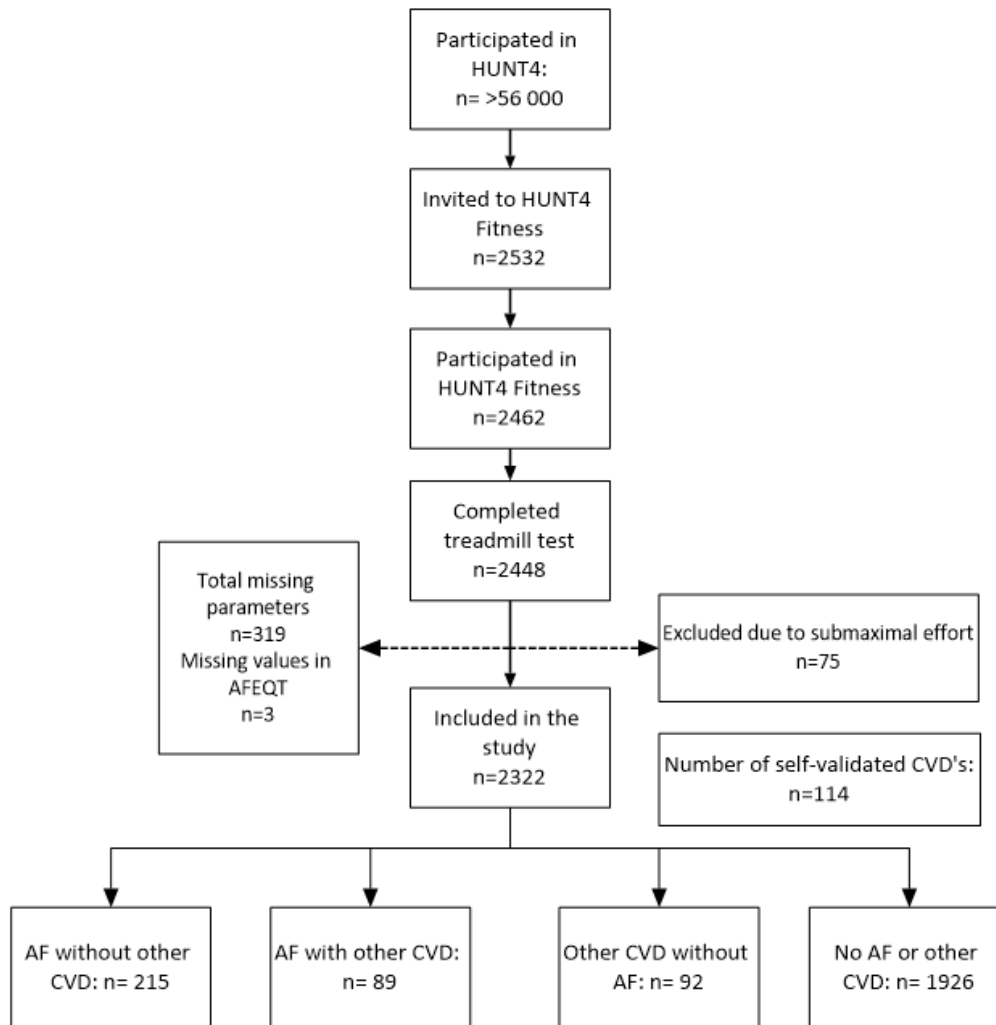 Participated in
HUNT4:
n= >56 000
Invited to HUNT4
Fitness
n=2532
Participated in
HUNT4 Fitness
n=2462
Completed
treadmill test
n=2448
Total missing
parameters
n=319
Missing values in
AFEQT
n=3
Excluded due to submaximal effort
n=75
Included in the
study
n=2322
Number of self-validated CVD's:
n=114
AF without other
CVD: n= 215
AF with other CVD:
n= 89
Other CVD without
AF: n= 92
No AF or other
CVD: n= 1926